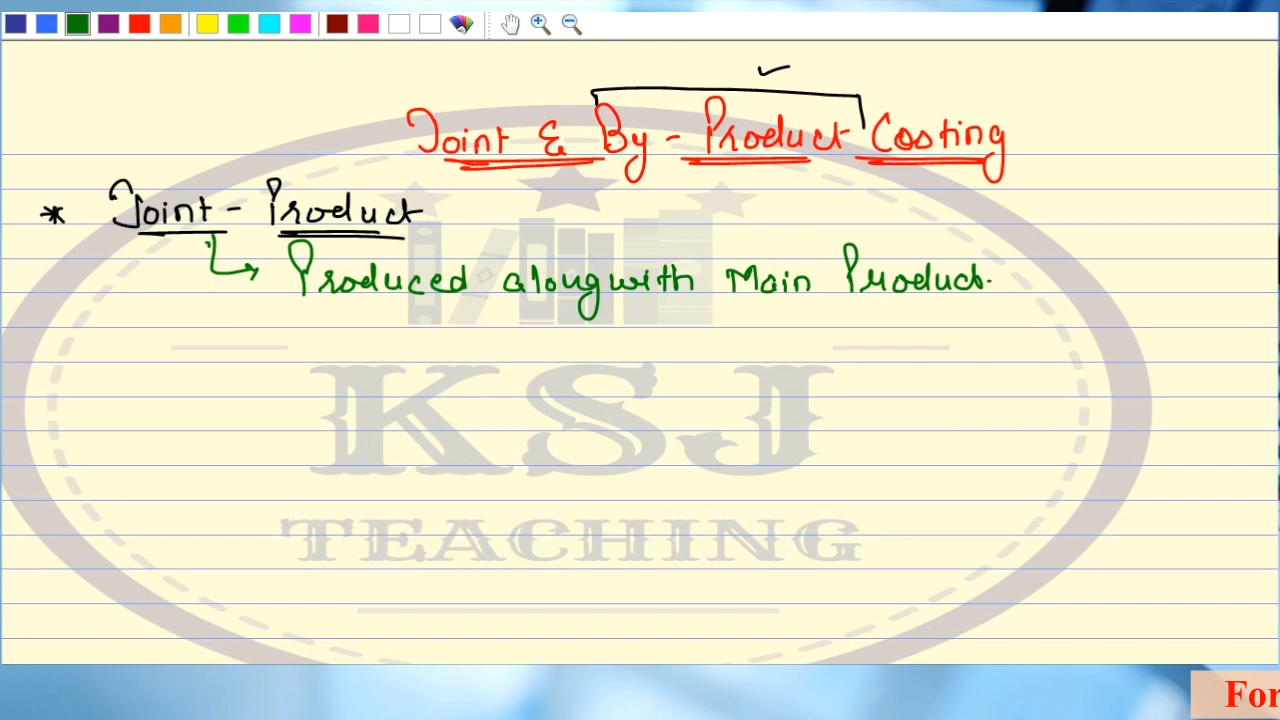 Joint & By-Product Costing
* Joint-Product
Produced alongwith Main Product.
KSJ
TEACHING
For